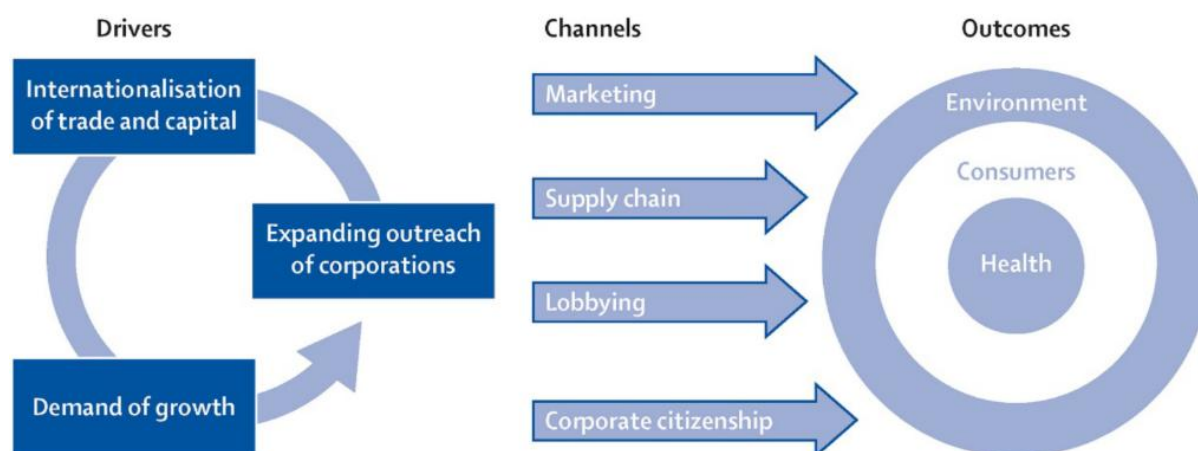 Drivers
Channels
Outcomes
Internationalisation
of trade and capital
Expanding outreach
of corporations
Demand of growth
Marketing
Supply chain
Lobbying
Corporate citizenship
Environment
Consumers
Health